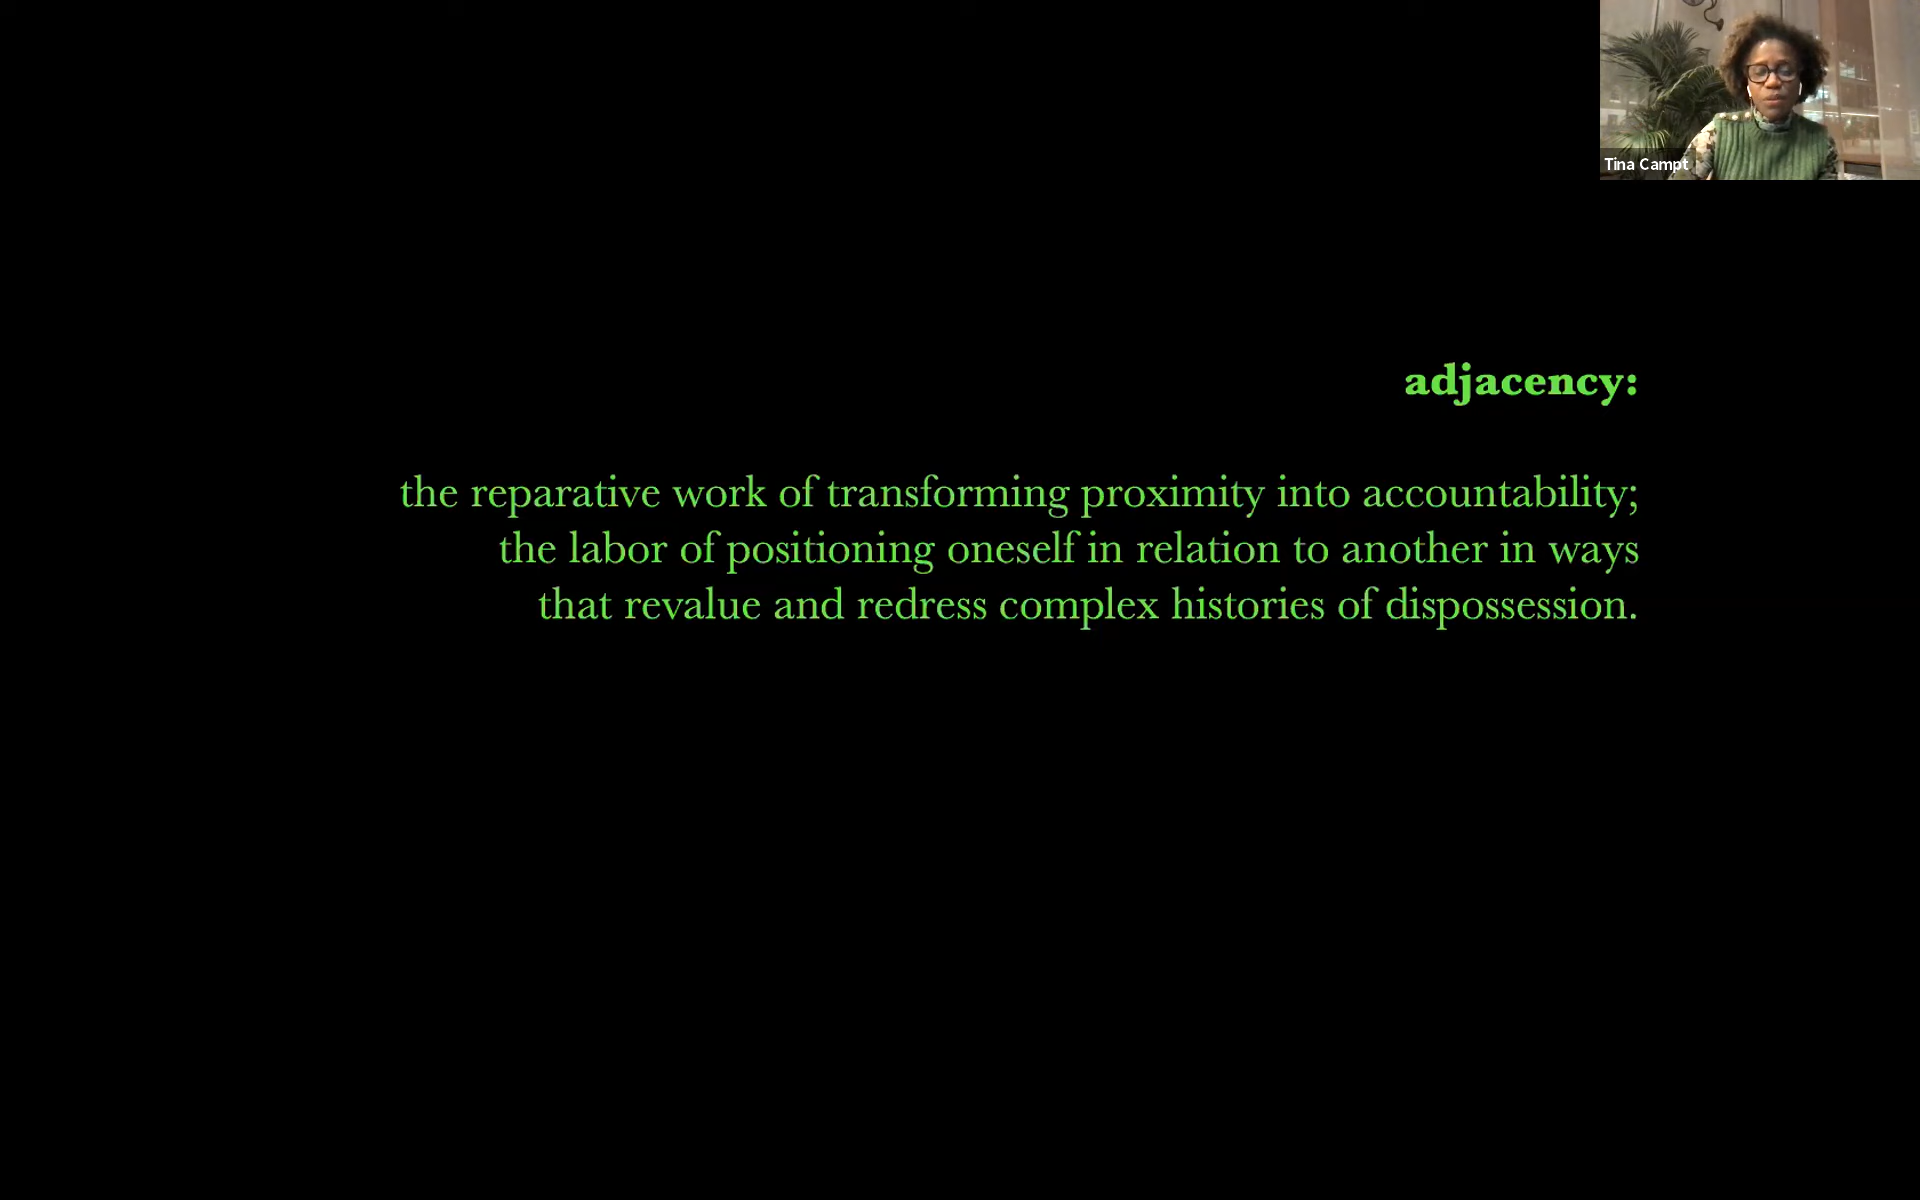 Tina Campt
adjacency:
the reparative work of transforming proximity into accountability;
the labor of positioning oneself in relation to another in ways
that revalue and redress complex histories of dispossession.